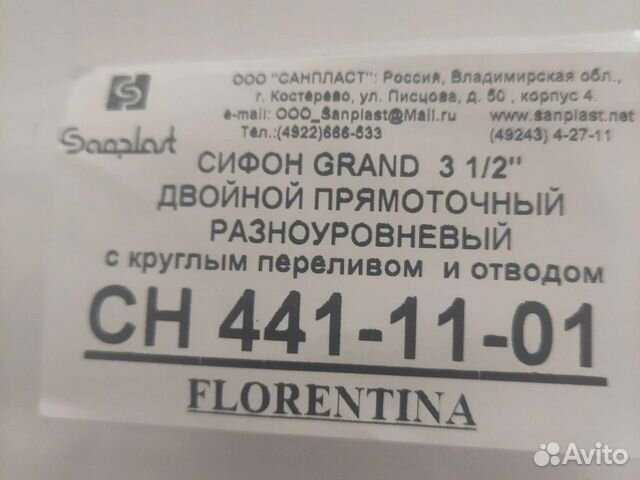 ООО "САНПЛАСТ": Россия, Владимирская обл.,
г. Костерево, ул. Писцова, д. 50 , корпус 4.
e-mail: OOO_Sanplast@Mail.ru www.sanplast.net
Тел.:(4922)666-533 (49243) 4-27-11
Sanplast
СИФОН GRAND 3 1/2"
ДВОЙНОЙ ПРЯМОТОЧНЫЙ
РАЗНОУРОВНЕВЫЙ
с круглым переливом и отводом
СН 441-11-01
FLORENTINA
Avito